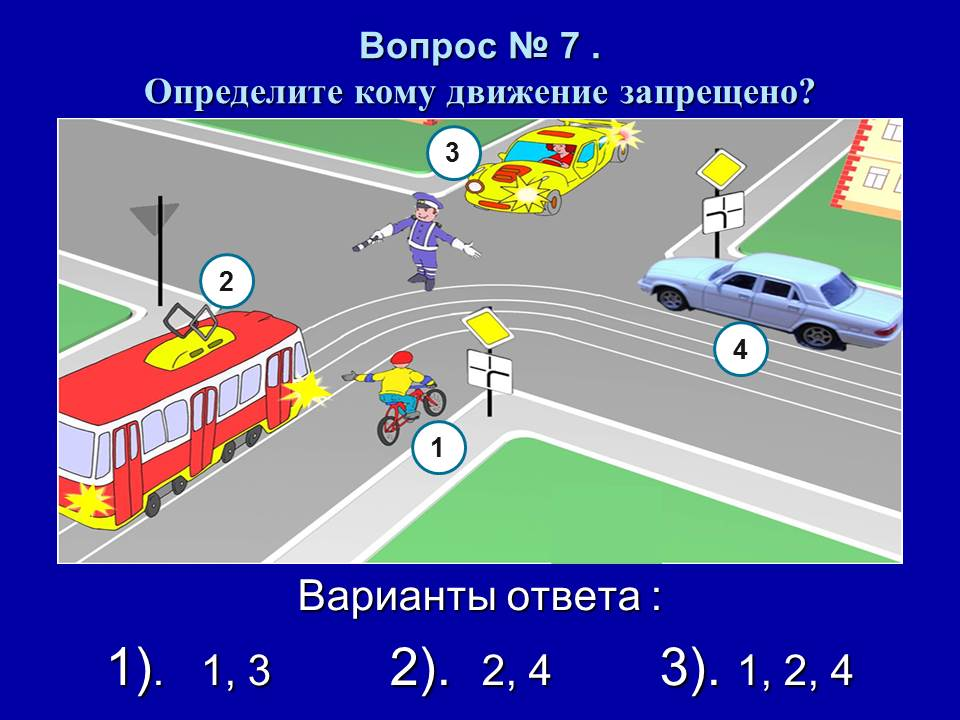 Вопрос № 7 .
Определите кому движение запрещено?
3
2
4
1
Варианты ответа :
1). 1, 3 2). 2, 4 3). 1, 2, 4